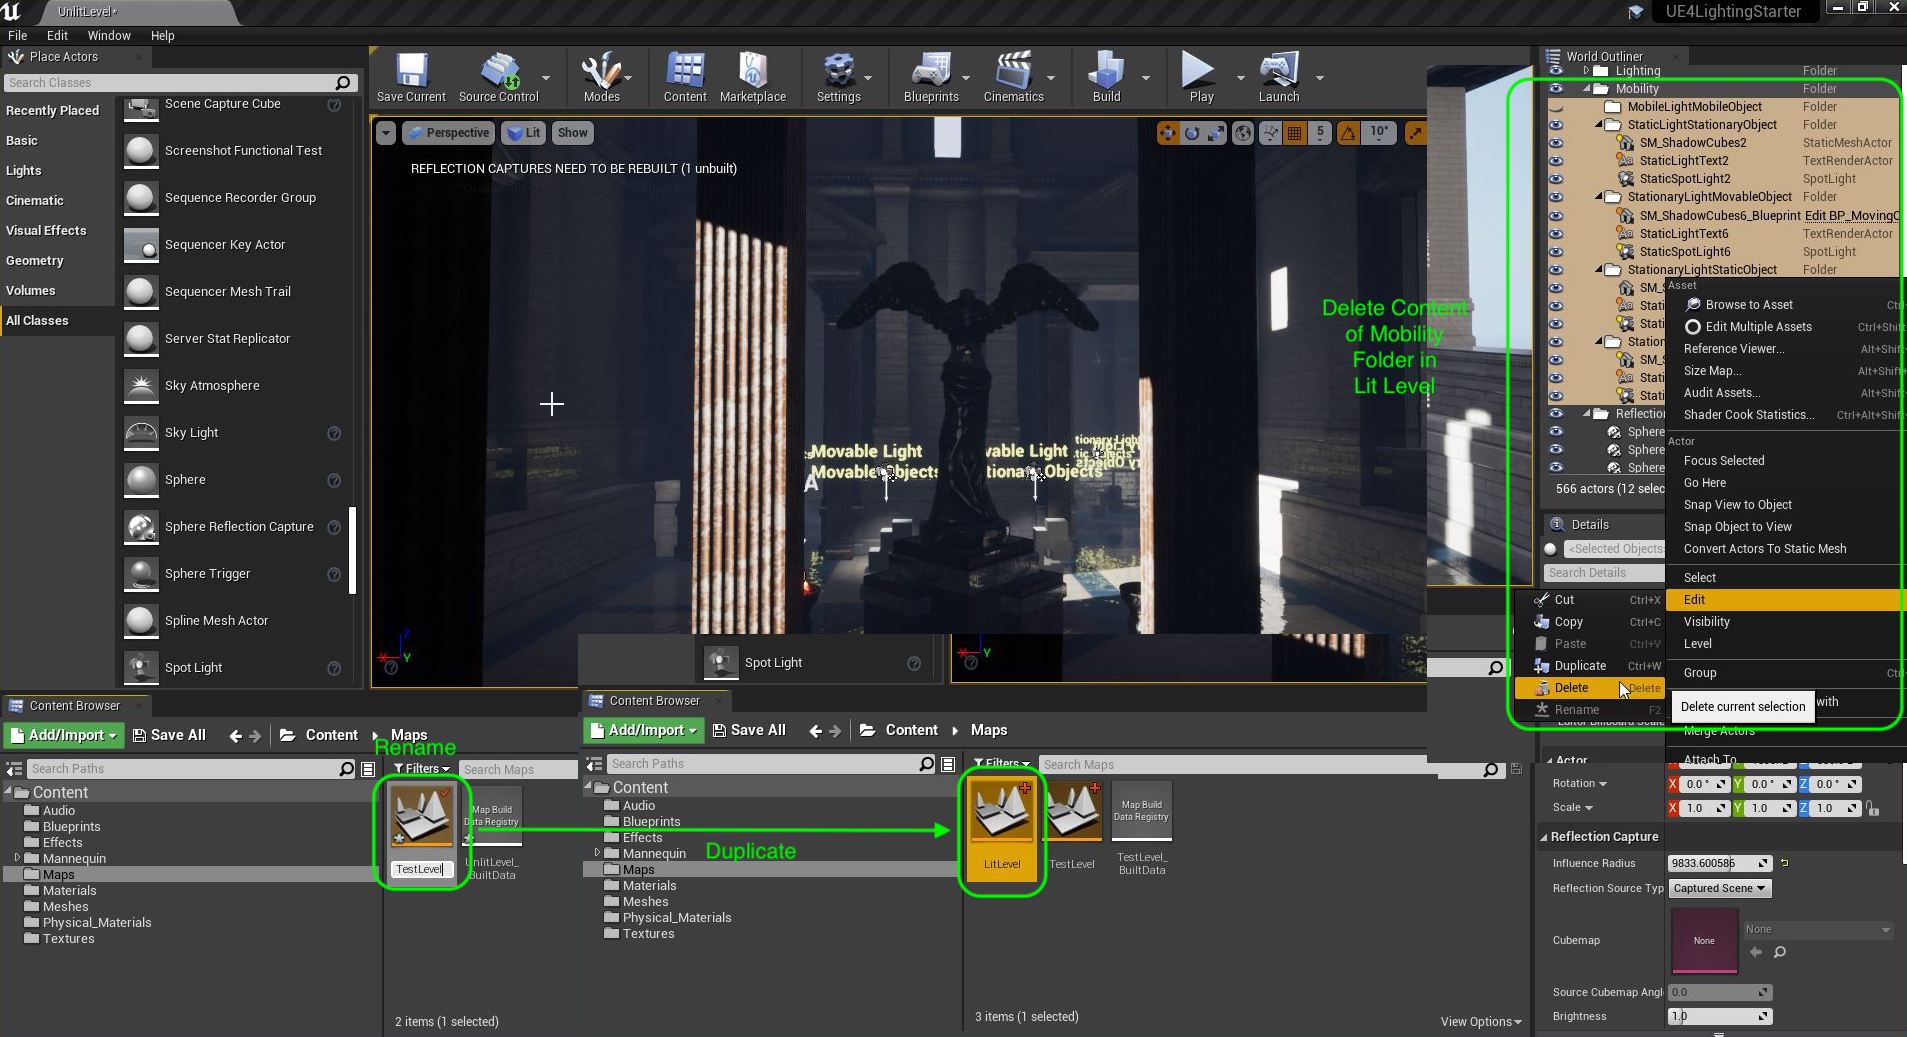 UnlitLevel*
UE4LightingStarter
File Edit Window Help
Place Actors
Search Classes
Recently Placed
Basic
Lights
Cinematic
Visual Effects
Geometry
Volumes
All Classes
Scene Capture Cube
Screenshot Functional Test
Sequence Recorder Group
Sequencer Key Actor
Sequencer Mesh Trail
Server Stat Replicator
Sky Atmosphere
Sky Light
Sphere
Sphere Reflection Capture
Sphere Trigger
Spline Mesh Actor
Spot Light
Save Current Source Control Modes Content Marketplace Settings Blueprints Cinematics Build Play Launch
Perspective Lit Show
5 10°
REFLECTION CAPTURES NEED TO BE REBUILT (1 unbuilt)
Movable Light
Movable Objects
vable Light
tionary Objects
A
Delete Content
of Mobility
Folder in
Lit Level
Z
X Y
Spot Light
X Y
World Outliner
Lighting Folder
Mobility Folder
MobileLightMobileObject Folder
StaticLightStationaryObject Folder
SM_ShadowCubes2 StaticMeshActor
StaticLightText2 TextRenderActor
StaticSpotLight2 SpotLight
StationaryLightMovableObject Folder
SM_ShadowCubes6_Blueprint Edit BP_MovingC
StaticLightText6 TextRenderActor
StaticSpotLight6 SpotLight
StationaryLightStaticObject Folder
SM_S
Stati
Stati
Station
SM_S
Stati
Stati
Reflection
Sphere
Sphere
Sphere
566 actors (12 selec
Details
<Selected Objects
Search Details
Asset
Browse to Asset Ctrl
Edit Multiple Assets Ctrl+Shift
Reference Viewer... Alt+Shift
Size Map... Alt+Shift
Audit Assets... Alt+Shift
Shader Cook Statistics... Ctrl+Alt+Shift
Actor
Focus Selected
Go Here
Snap View to Object
Snap Object to View
Convert Actors To Static Mesh
Select
Edit
Visibility
Level
Group Ctrl
with
Merge Actors
Attach To
Cut Ctrl+X
Copy Ctrl+C
Paste Ctrl+V
Duplicate Ctrl+W
Delete Delete
Rename F2
Delete current selection
Editor Billboard Scale
Actor
Rotation X 0.0° Y 0.0° Z 0.0°
Scale X 1.0 Y 1.0 Z 1.0
Reflection Capture
Influence Radius 9833.600586
Reflection Source Typ Captured Scene
Cubemap None None
Source Cubemap Angl 0.0
Brightness 1.0
Content Browser
Add/Import Save All Content Maps
Rename
Search Paths
Filters Search Maps
Content
Audio
Blueprints
Effects
Mannequin
Maps
Materials
Meshes
Physical_Materials
Textures
TestLevel
Map Build
Data Registry
UnlitLevel_
BuiltData
2 items (1 selected)
Duplicate
Content Browser
Add/Import Save All Content Maps
Search Paths
Filters Search Maps
Content
Audio
Blueprints
Effects
Mannequin
Maps
Materials
Meshes
Physical_Materials
Textures
LitLevel
TestLevel
Map Build
Data Registry
TestLevel_
BuiltData
3 items (1 selected)
View Options